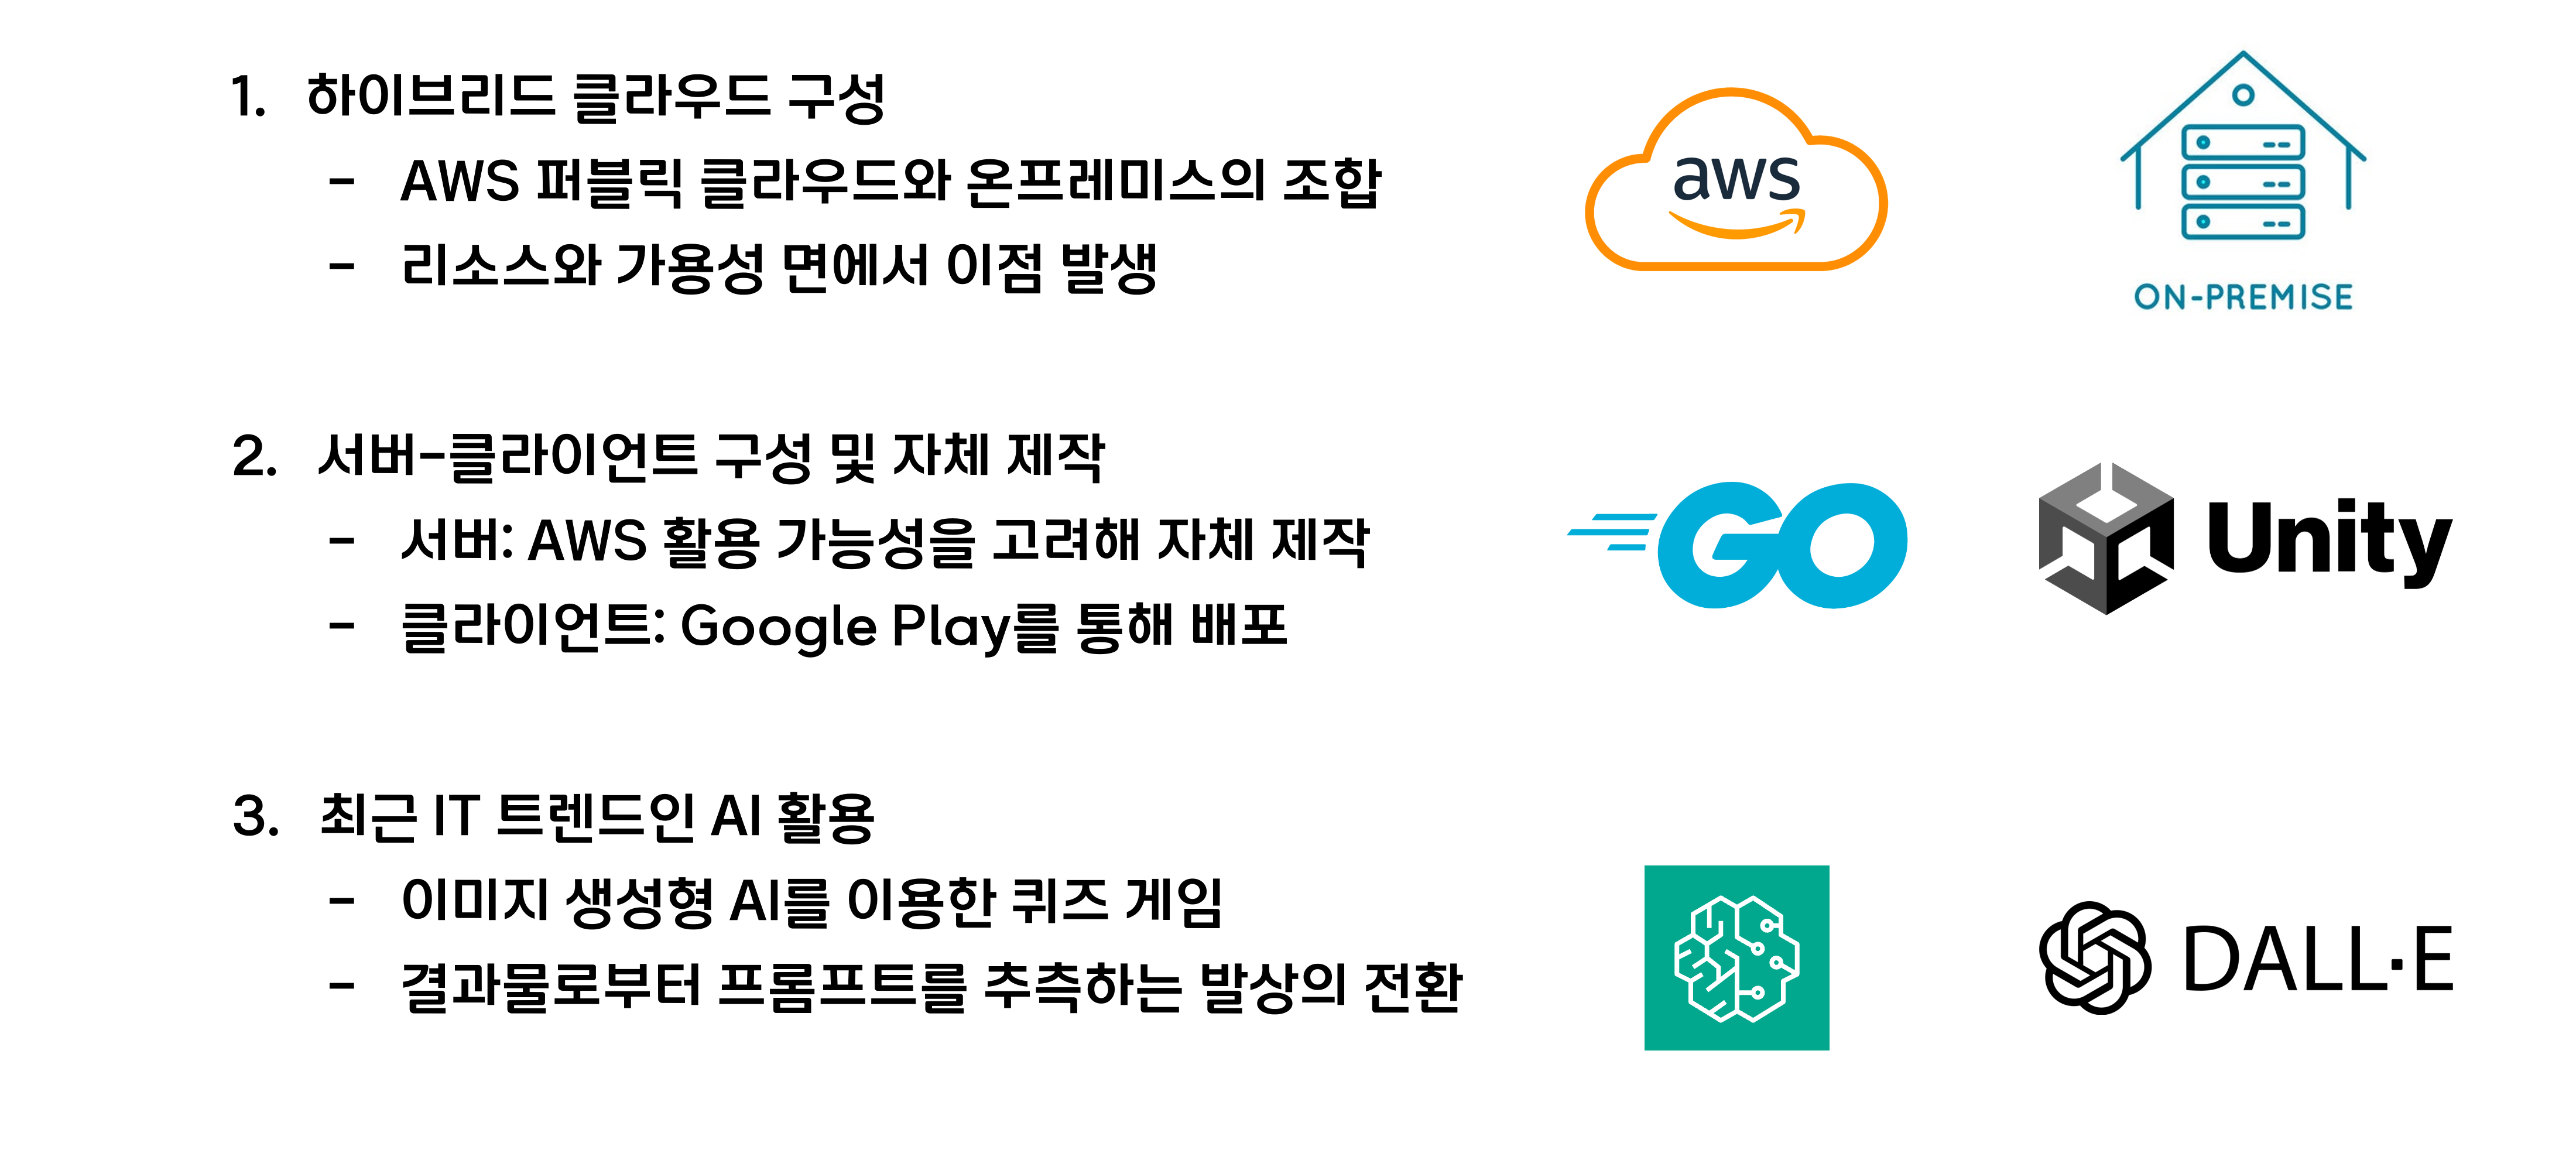 1. 하이브리드 클라우드 구성
- AWS 퍼블릭 클라우드와 온프레미스의 조합
- 리소스와 가용성 면에서 이점 발생
aws
ON-PREMISE
2. 서버-클라이언트 구성 및 자체 제작
- 서버: AWS 활용 가능성을 고려해 자체 제작
- 클라이언트: Google Play를 통해 배포
GO
Unity
3. 최근 IT 트렌드인 AI 활용
- 이미지 생성형 AI를 이용한 퀴즈 게임
- 결과물로부터 프롬프트를 추측하는 발상의 전환
DALL·E